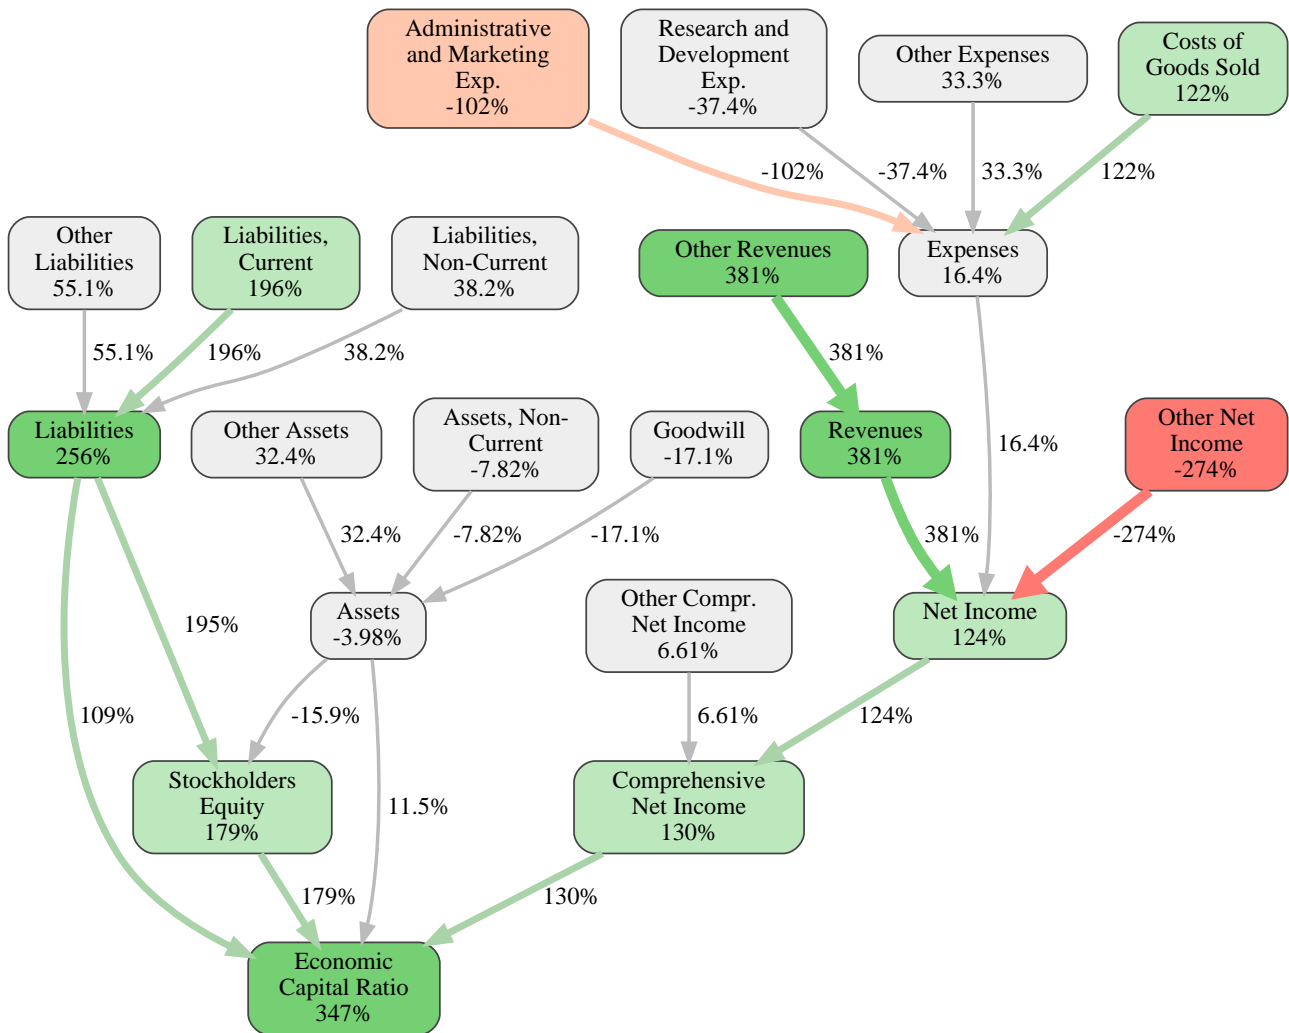 Administrative
and Marketing
Exp.
-102%
Research and
Development
Exp.
-37.4%
Other Expenses
33.3%
Costs of
Goods Sold
122%
-102%
-37.4%
33.3%
122%
Other
Liabilities
55.1%
Liabilities,
Current
196%
Liabilities,
Non-Current
38.2%
Other Revenues
381%
Expenses
16.4%
55.1%
196%
38.2%
381%
Liabilities
256%
Other Assets
32.4%
Assets, Non-
Current
-7.82%
Goodwill
-17.1%
Revenues
381%
16.4%
Other Net
Income
-274%
32.4%
-7.82%
-17.1%
381%
-274%
Assets
-3.98%
Other Compr.
Net Income
6.61%
Net Income
124%
195%
109%
-15.9%
6.61%
124%
Stockholders
Equity
179%
11.5%
Comprehensive
Net Income
130%
179%
130%
Economic
Capital Ratio
347%